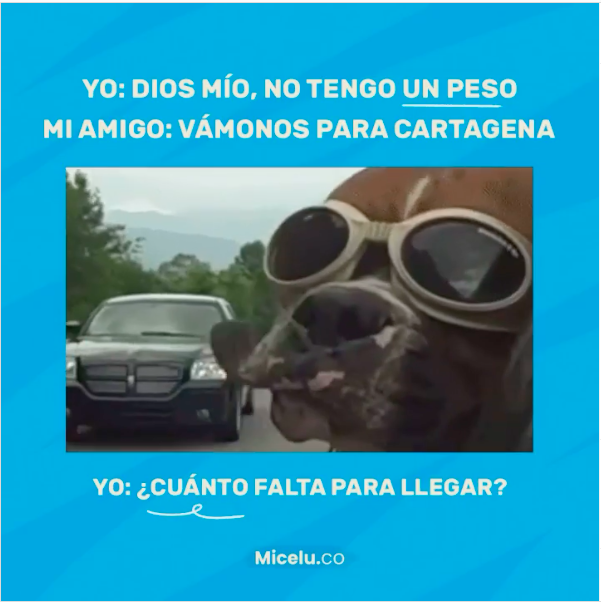 YO: DIOS MÍO, NO TENGO UN PESO
MI AMIGO: VÁMONOS PARA CARTAGENA
YO: ¿CUÁNTO FALTA PARA LLEGAR?
Micelu.co